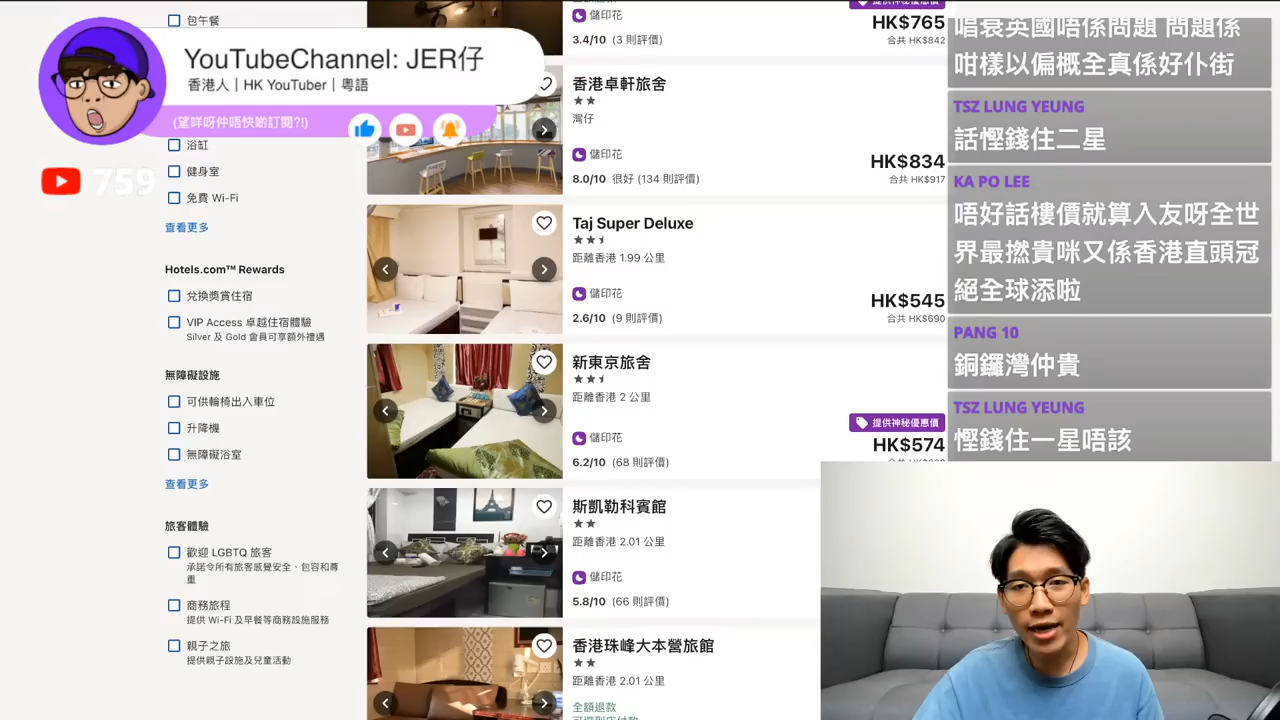 包午餐
YouTubeChannel: JER仔
香港人｜HK YouTuber｜粵語
(望咩呀仲唔快啲訂閱?!)
759
浴缸
健身室
免費 Wi-Fi
查看更多
Hotels.com™ Rewards
兌換獎賞住宿
VIP Access 卓越住宿體驗
Silver 及 Gold 會員可享額外禮遇
無障礙設施
可供輪椅出入車位
升降機
無障礙浴室
查看更多
旅客體驗
歡迎 LGBTQ 旅客
承諾令所有旅客感覺安全、包容和尊
重
商務旅程
提供 Wi-Fi 及早餐等商務設施服務
親子之旅
提供親子設施及兒童活動
儲印花
3.4/10 (3 則評價)
提供神秘優惠價
HK$765
合共 HK$842
香港卓軒旅舍
灣仔
儲印花
8.0/10 很好 (134 則評價)
HK$834
合共 HK$917
Taj Super Deluxe
距離香港 1.99 公里
儲印花
2.6/10 (9 則評價)
HK$545
合共 HK$690
新東京旅舍
距離香港 2 公里
儲印花
6.2/10 (68 則評價)
提供神秘優惠價
HK$574
斯凱勒科賓館
距離香港 2.01 公里
儲印花
5.8/10 (66 則評價)
香港珠峰大本營旅館
距離香港 2.01 公里
全額退款
唱衰英國唔係問題 問題係
咁樣以偏概全真係好仆街
TSZ LUNG YEUNG
話慳錢住二星
KA PO LEE
唔好話樓價就算入友呀全世
界最撚貴咪又係香港直頭冠
絕全球添啦
PANG 10
銅鑼灣仲貴
TSZ LUNG YEUNG
慳錢住一星唔該